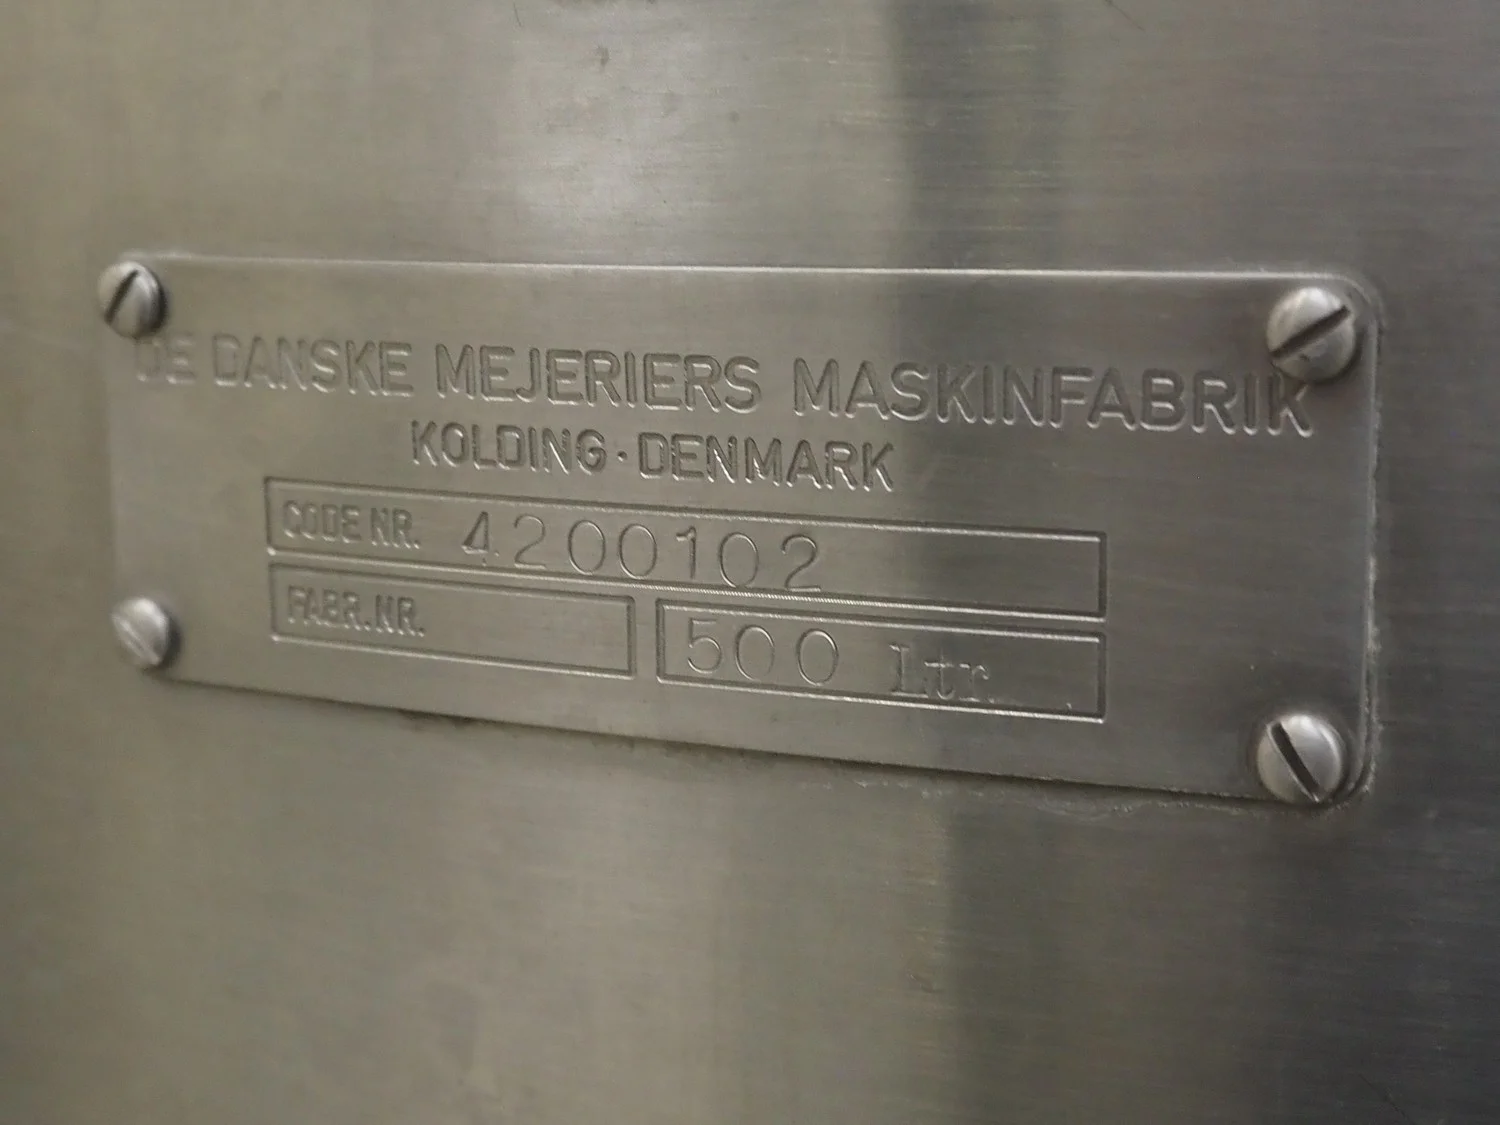 DE DANSKE MEJERIERS MASKINFABRIK
KOLDING · DENMARK
CODE NR. 4200102
FABR.NR.
500 Ltr.